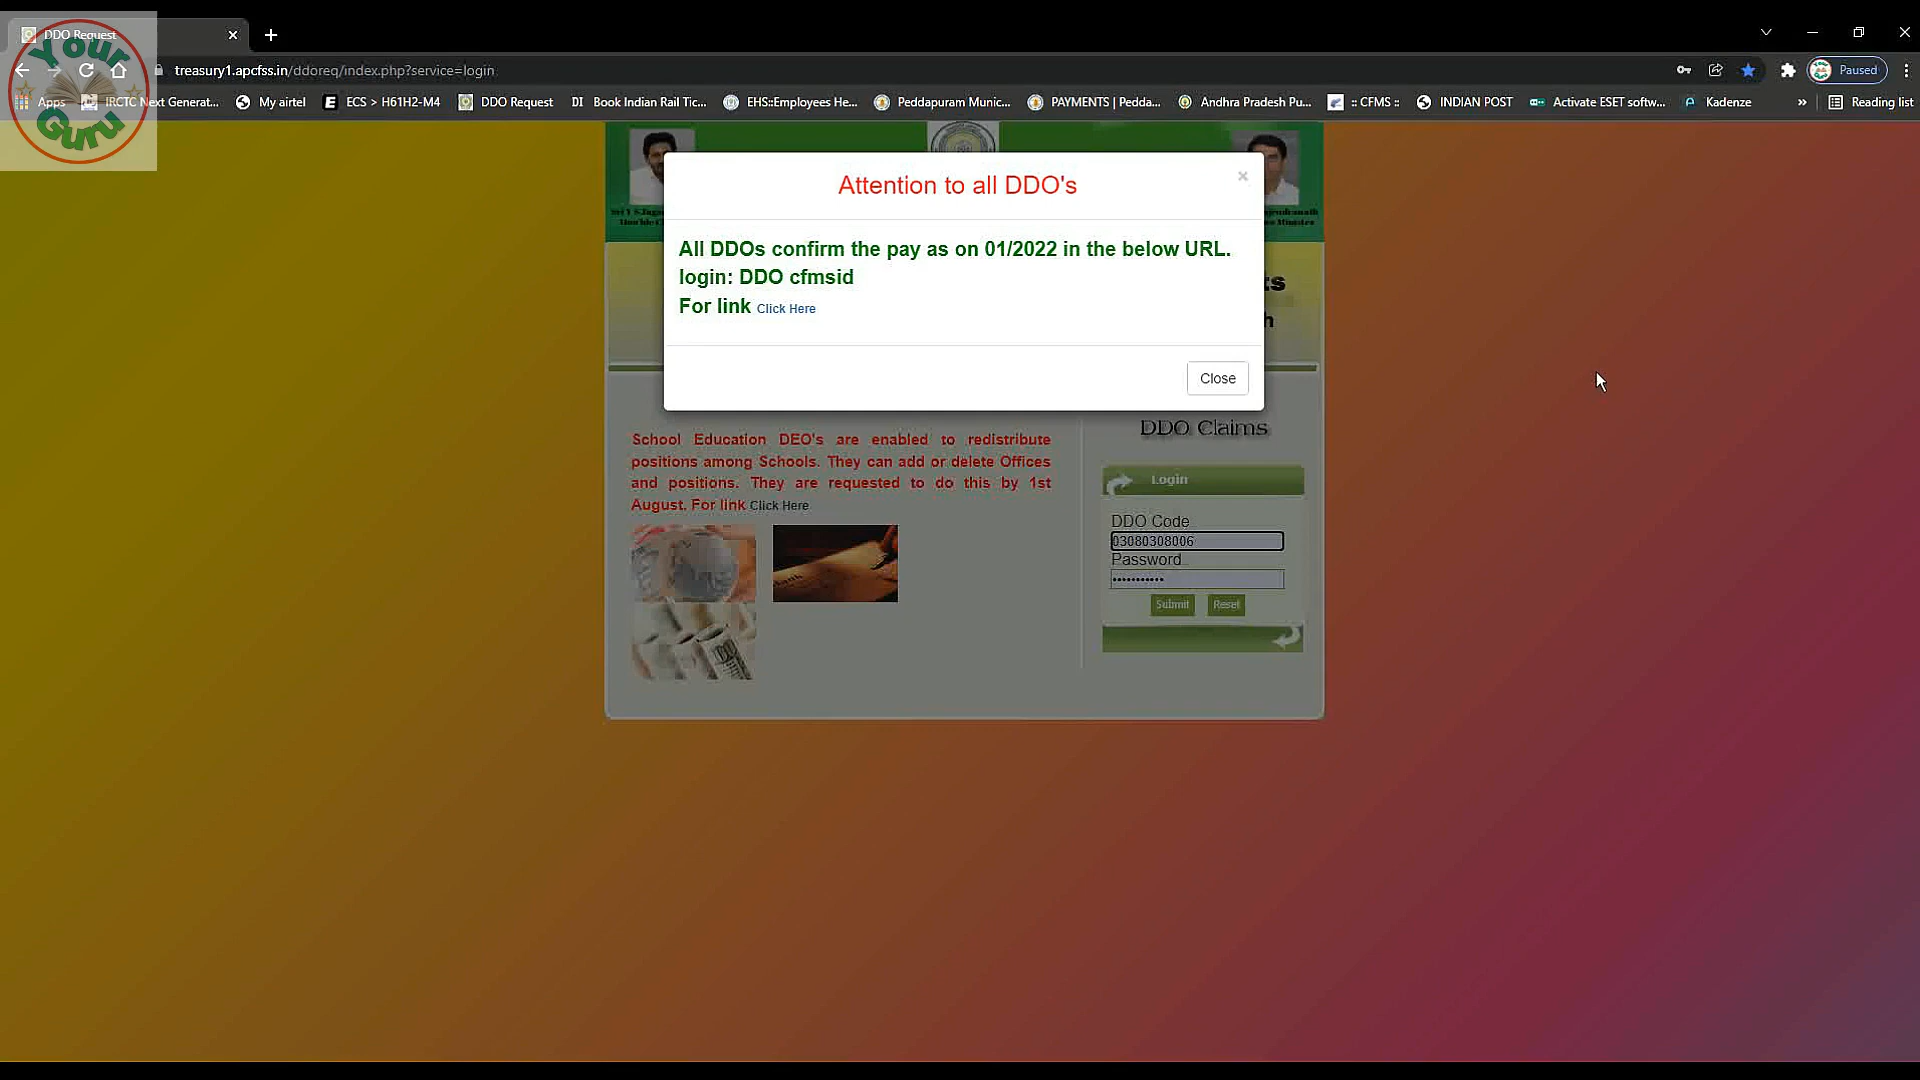 DDO Request
Your
Guru
treasury1.apcfss.in/ddoreq/index.php?service=login
Paused
Apps
IRCTC Next Generat...
My airtel
ECS > H61H2-M4
DDO Request
DI Book Indian Rail Tic...
EHS::Employees He...
Peddapuram Munic...
PAYMENTS | Pedda...
Andhra Pradesh Pu...
:: CFMS ::
INDIAN POST
Activate ESET softw...
Kadenze
»
Reading list
Attention to all DDO's
×
All DDOs confirm the pay as on 01/2022 in the below URL.
login: DDO cfmsid
For link Click Here
Close
DDO Claims
School Education DEO's are enabled to redistribute
positions among Schools. They can add or delete Offices
and positions. They are requested to do this by 1st
August. For link Click Here
Login
DDO Code
03080308006
Password
Submit
Reset